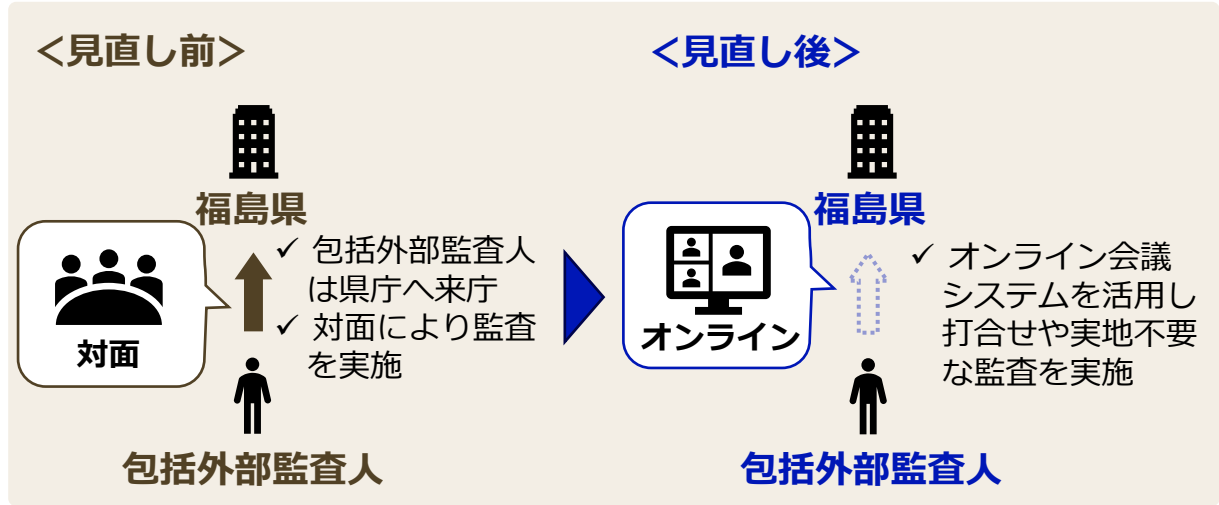 ＜見直し前＞
福島県
対面
✓ 包括外部監査人
は県庁へ来庁
✓ 対面により監査
を実施
包括外部監査人
＜見直し後＞
福島県
オンライン
✓ オンライン会議
システムを活用し
打合せや実地不要
な監査を実施
包括外部監査人